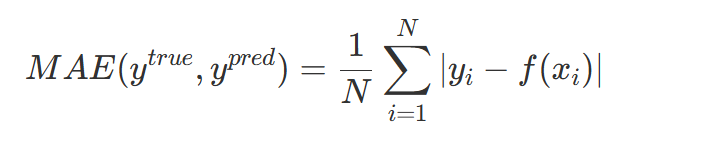 $MAE(y^{true}, y^{pred}) = \frac{1}{N} \sum_{i=1}^{N} |y_i - f(x_i)|$